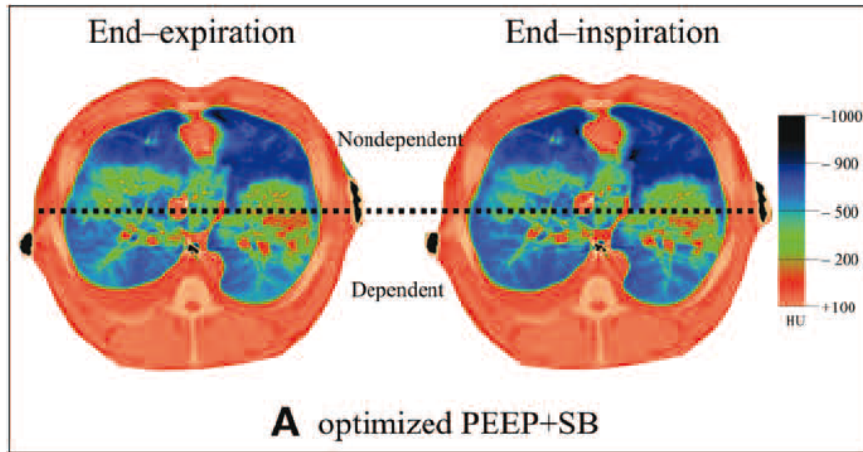 End–expiration
End–inspiration
Nondependent
Dependent
-1000
-900
-500
-200
+100
HU
A optimized PEEP+SB